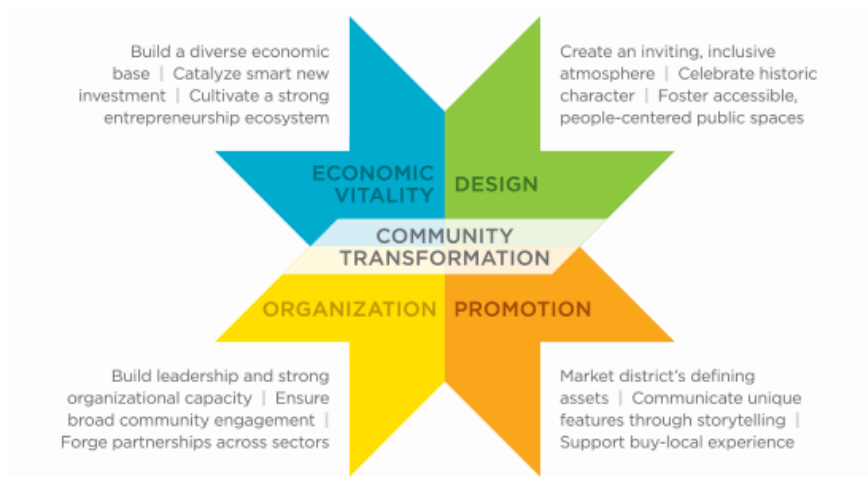 Build a diverse economic
base | Catalyze smart new
investment | Cultivate a strong
entrepreneurship ecosystem
Create an inviting, inclusive
atmosphere | Celebrate historic
character | Foster accessible,
people-centered public spaces
ECONOMIC
VITALITY
DESIGN
COMMUNITY
TRANSFORMATION
ORGANIZATION
PROMOTION
Build leadership and strong
organizational capacity | Ensure
broad community engagement |
Forge partnerships across sectors
Market district's defining
assets | Communicate unique
features through storytelling |
Support buy-local experience